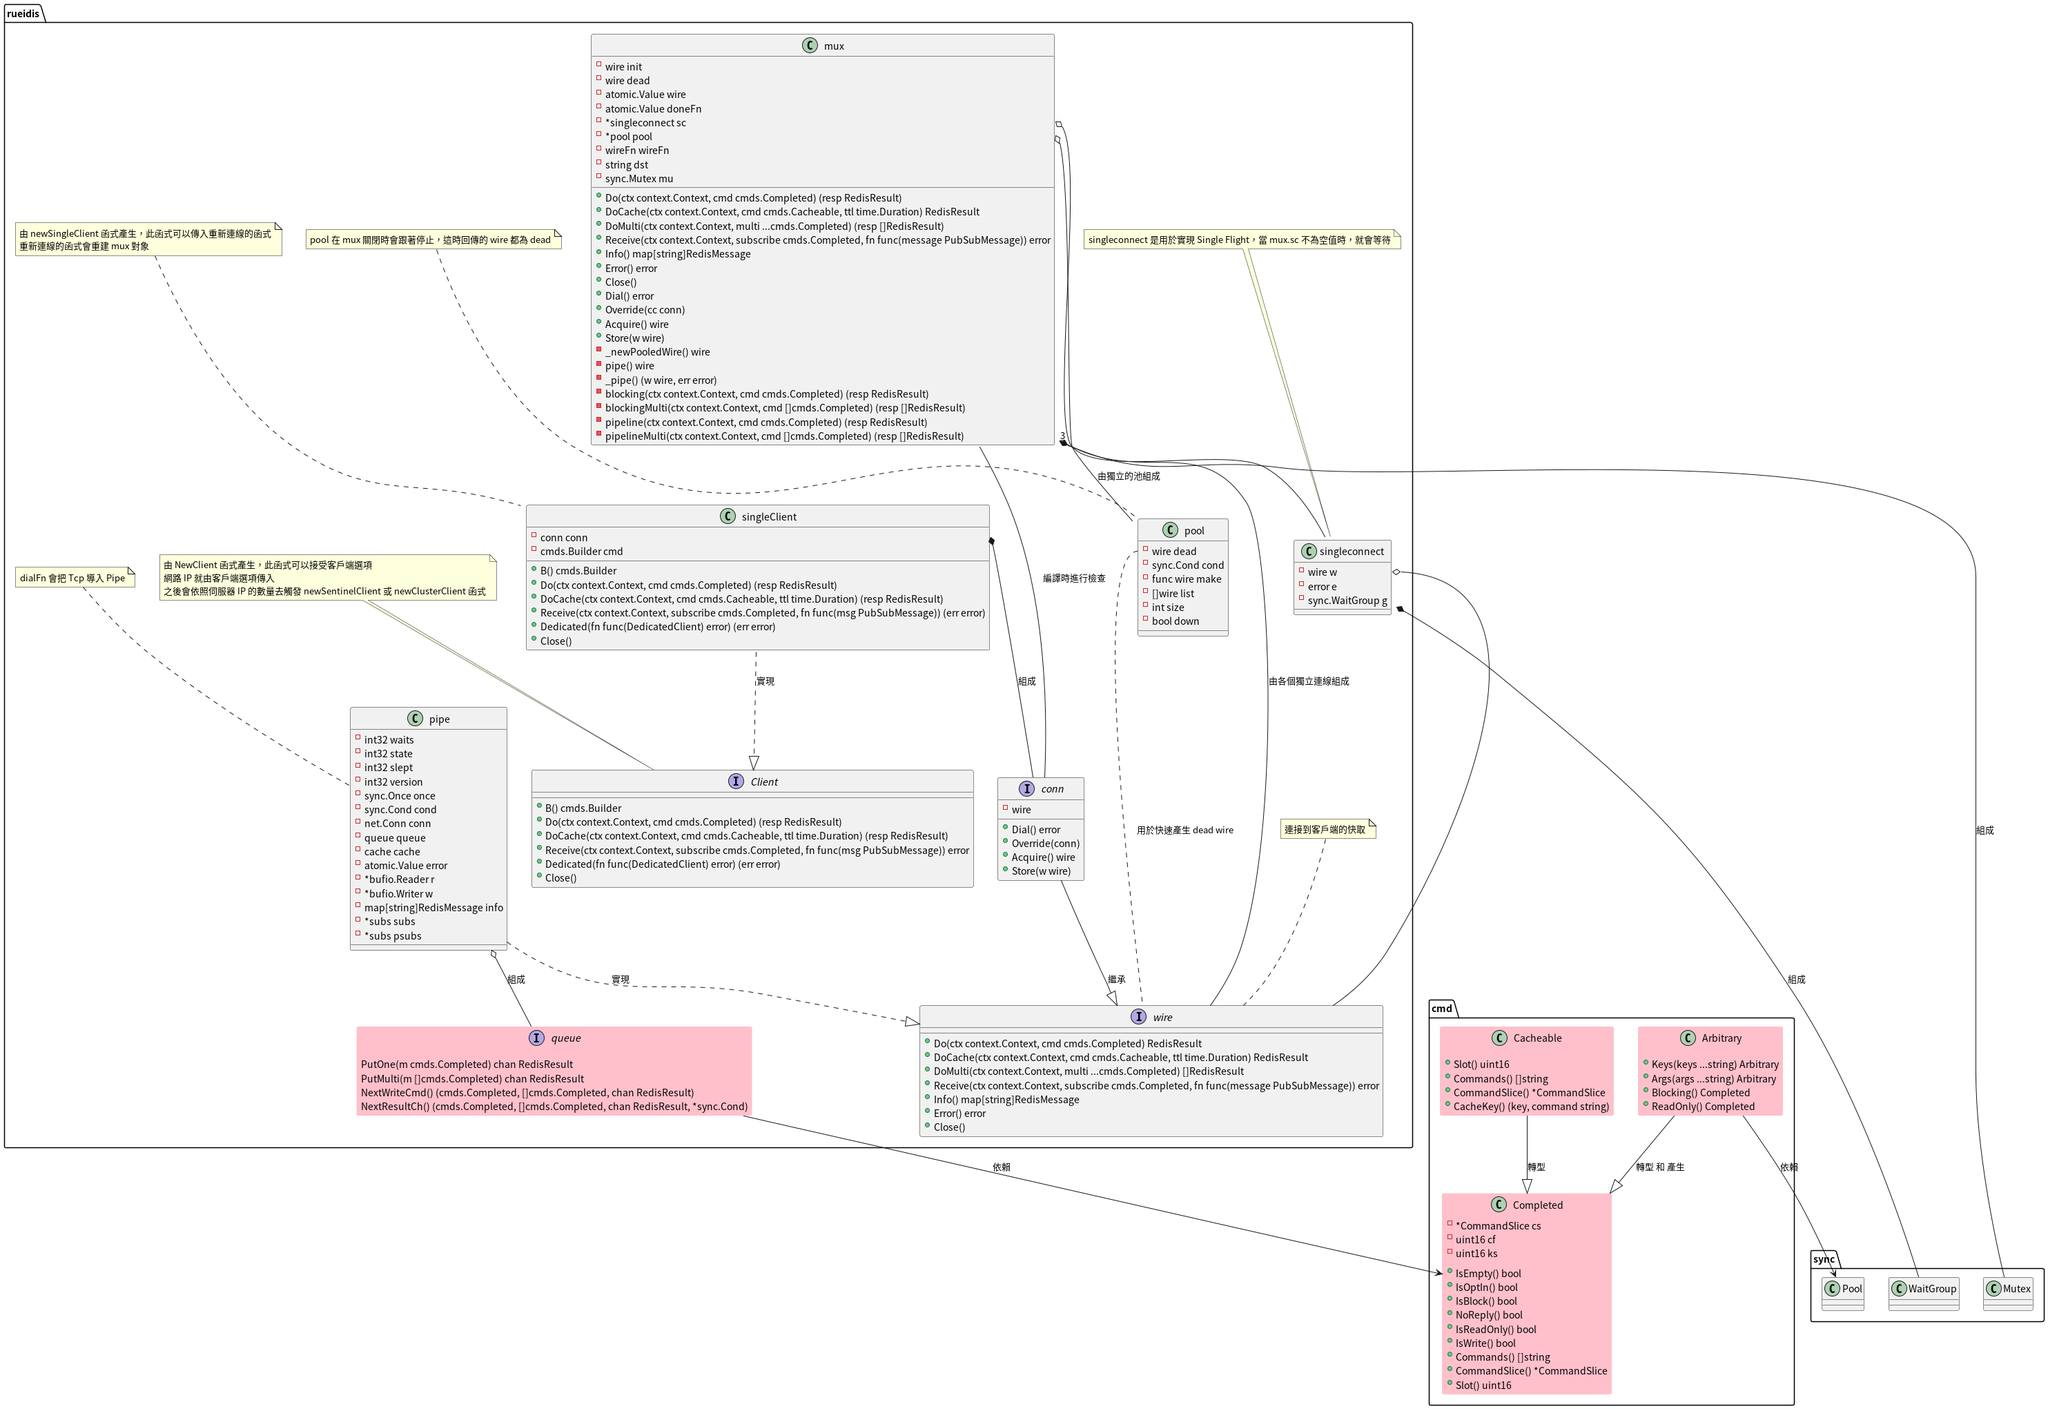 rueidis
mux
wire init
wire dead
atomic.Value wire
atomic.Value doneFn
*singleconnect sc
*pool pool
wireFn wireFn
string dst
sync.Mutex mu
Do(ctx context.Context, cmd cmds.Completed) (resp RedisResult)
DoCache(ctx context.Context, cmd cmds.Cacheable, ttl time.Duration) RedisResult
DoMulti(ctx context.Context, multi ...cmds.Completed) (resp []RedisResult)
Receive(ctx context.Context, subscribe cmds.Completed, fn func(message PubSubMessage)) error
Info() map[string]RedisMessage
Error() error
Close()
Dial() error
Override(cc conn)
Acquire() wire
Store(w wire)
_newPooledWire() wire
pipe() wire
_pipe() (w wire, err error)
blocking(ctx context.Context, cmd cmds.Completed) (resp RedisResult)
blockingMulti(ctx context.Context, cmd []cmds.Completed) (resp []RedisResult)
pipeline(ctx context.Context, cmd cmds.Completed) (resp RedisResult)
pipelineMulti(ctx context.Context, cmd []cmds.Completed) (resp []RedisResult)
由 newSingleClient 函式產生，此函式可以傳入重新連線的函式
重新連線的函式會重建 mux 對象
pool 在 mux 關閉時會跟著停止，這時回傳的 wire 都為 dead
singleconnect 是用於實現 Single Flight，當 mux.sc 不為空值時，就會等待
3
由獨立的池組成
singleClient
conn conn
cmds.Builder cmd
B() cmds.Builder
Do(ctx context.Context, cmd cmds.Completed) (resp RedisResult)
DoCache(ctx context.Context, cmd cmds.Cacheable, ttl time.Duration) (resp RedisResult)
Receive(ctx context.Context, subscribe cmds.Completed, fn func(msg PubSubMessage)) (err error)
Dedicated(fn func(DedicatedClient) error) (err error)
Close()
編譯時進行檢查
pool
wire dead
sync.Cond cond
func wire make
[]wire list
int size
bool down
singleconnect
wire w
error e
sync.WaitGroup g
dialFn 會把 Tcp 導入 Pipe
由 NewClient 函式產生，此函式可以接受客戶端選項
網路 IP 就由客戶端選項傳入
之後會依照伺服器 IP 的數量去觸發 newSentinelClient 或 newClusterClient 函式
實現
組成
由各個獨立連線組成
pipe
int32 waits
int32 state
int32 slept
int32 version
sync.Once once
sync.Cond cond
net.Conn conn
queue queue
cache cache
atomic.Value error
*bufio.Reader r
*bufio.Writer w
map[string]RedisMessage info
*subs subs
*subs psubs
Client
B() cmds.Builder
Do(ctx context.Context, cmd cmds.Completed) (resp RedisResult)
DoCache(ctx context.Context, cmd cmds.Cacheable, ttl time.Duration) (resp RedisResult)
Receive(ctx context.Context, subscribe cmds.Completed, fn func(msg PubSubMessage)) error
Dedicated(fn func(DedicatedClient) error) (err error)
Close()
conn
wire
Dial() error
Override(conn)
Acquire() wire
Store(w wire)
用於快速產生 dead wire
連接到客戶端的快取
組成
組成
實現
繼承
組成
queue
PutOne(m cmds.Completed) chan RedisResult
PutMulti(m []cmds.Completed) chan RedisResult
NextWriteCmd() (cmds.Completed, []cmds.Completed, chan RedisResult)
NextResultCh() (cmds.Completed, []cmds.Completed, chan RedisResult, *sync.Cond)
wire
Do(ctx context.Context, cmd cmds.Completed) RedisResult
DoCache(ctx context.Context, cmd cmds.Cacheable, ttl time.Duration) RedisResult
DoMulti(ctx context.Context, multi ...cmds.Completed) []RedisResult
Receive(ctx context.Context, subscribe cmds.Completed, fn func(message PubSubMessage)) error
Info() map[string]RedisMessage
Error() error
Close()
cmd
Cacheable
Slot() uint16
Commands() []string
CommandSlice() *CommandSlice
CacheKey() (key, command string)
Arbitrary
Keys(keys ...string) Arbitrary
Args(args ...string) Arbitrary
Blocking() Completed
ReadOnly() Completed
依賴
轉型
轉型 和 產生
依賴
Completed
*CommandSlice cs
uint16 cf
uint16 ks
IsEmpty() bool
IsOptIn() bool
IsBlock() bool
NoReply() bool
IsReadOnly() bool
IsWrite() bool
Commands() []string
CommandSlice() *CommandSlice
Slot() uint16
sync
Pool
WaitGroup
Mutex